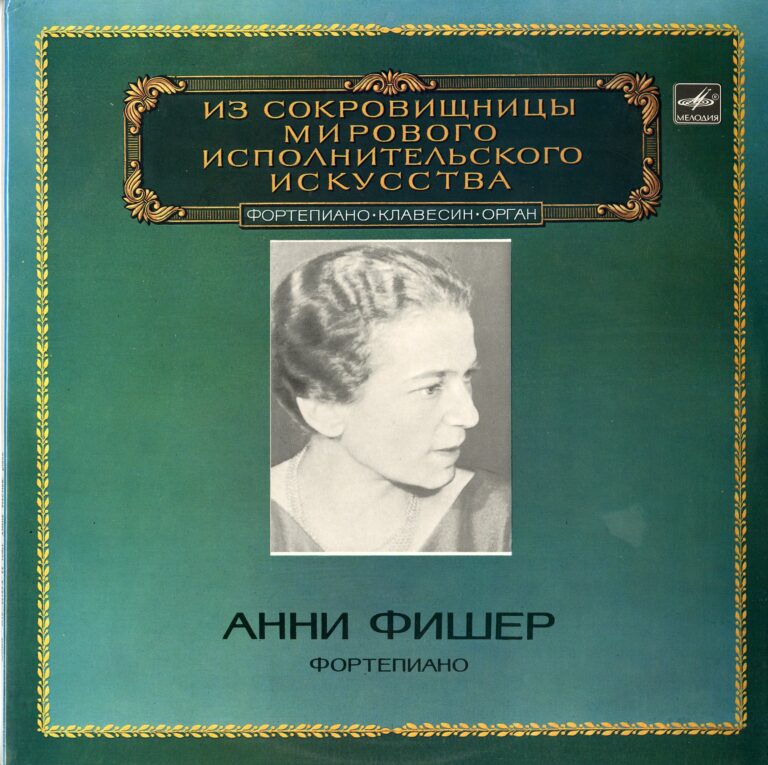 ИЗ СОКРОВИЩНИЦЫ
МИРОВОГО
ИСПОЛНИТЕЛЬСКОГО
ИСКУССТВА
МЕЛОДИЯ
ФОРТЕПИАНО·КЛАВЕСИН·ОРГАН
АННИ ФИШЕР
ФОРТЕПИАНО